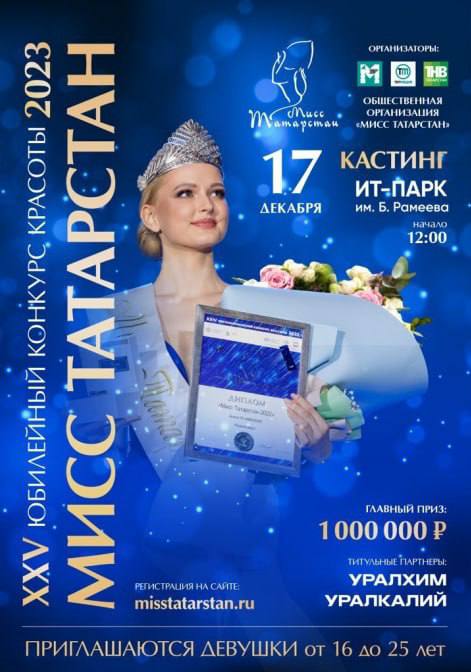 XXV ЮБИЛЕЙНЫЙ КОНКУРС КРАСОТЫ 2023
МИСС ТАТАРСТАН
Мисс
Татарстан
ОРГАНИЗАТОРЫ:
ТНВ
ОБЩЕСТВЕННАЯ
ОРГАНИЗАЦИЯ
«МИСС ТАТАРСТАН»
17
ДЕКАБРЯ
КАСТИНГ
ИТ-ПАРК
им. Б. Рамеева
начало
12:00
ДИПЛОМ
«Мисс Татарстан 2022»
ГЛАВНЫЙ ПРИЗ:
1 000 000 ₽
ТИТУЛЬНЫЕ ПАРТНЕРЫ:
УРАЛХИМ
УРАЛКАЛИЙ
РЕГИСТРАЦИЯ НА САЙТЕ:
misstatarstan.ru
ПРИГЛАШАЮТСЯ ДЕВУШКИ от 16 до 25 лет